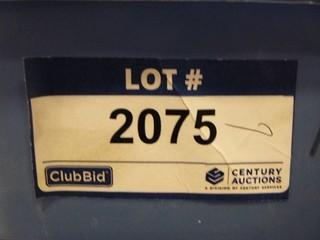 LOT #
2075
ClubBid
CENTURY
AUCTIONS
A DIVISION OF CENTURY SERVICES